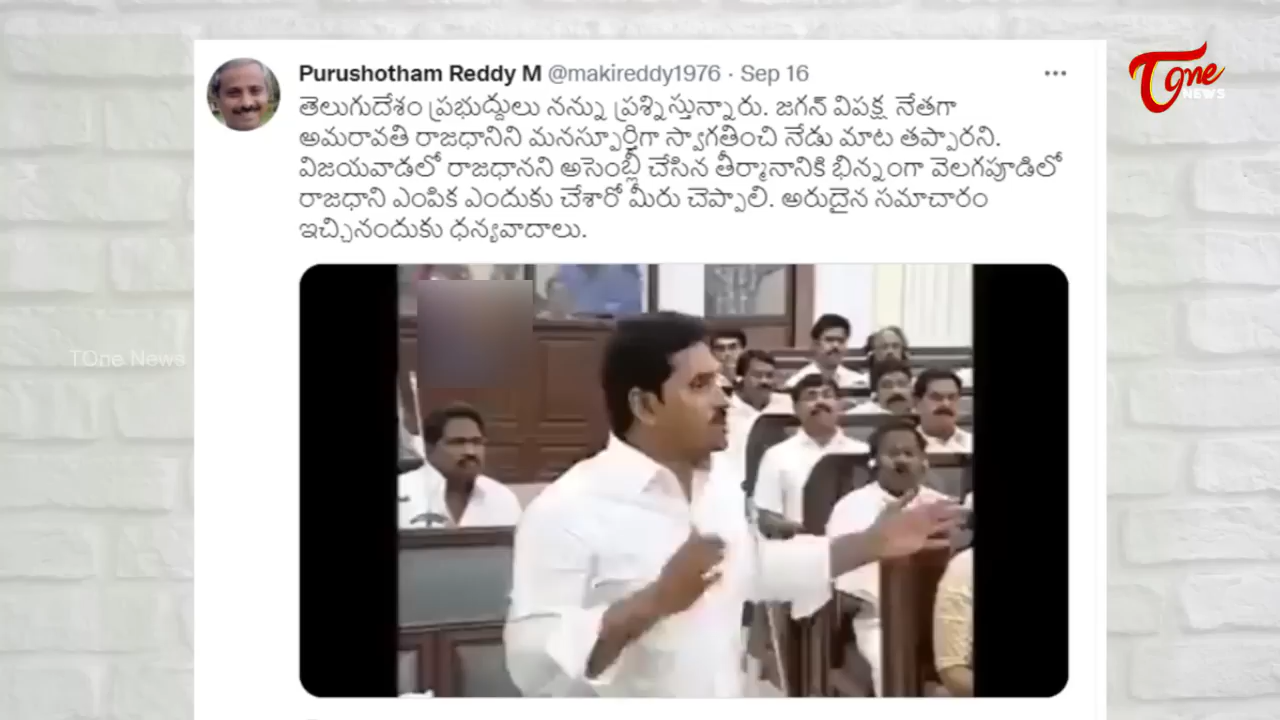 Purushotham Reddy M @makireddy1976 · Sep 16
తెలుగుదేశం ప్రభుద్దులు నన్ను ప్రశ్నిస్తున్నారు. జగన్ విపక్ష నేతగా
అమరావతి రాజధానిని మనస్ఫూర్తిగా స్వాగతించి నేడు మాట తప్పారని.
విజయవాడలో రాజధానని అసెంబ్లీ చేసిన తీర్మానానికి భిన్నంగా వెలగపూడిలో
రాజధాని ఎంపిక ఎందుకు చేశారో మీరు చెప్పాలి. అరుదైన సమాచారం
ఇచ్చినందుకు ధన్యవాదాలు.
TOne NEWS
TOne News